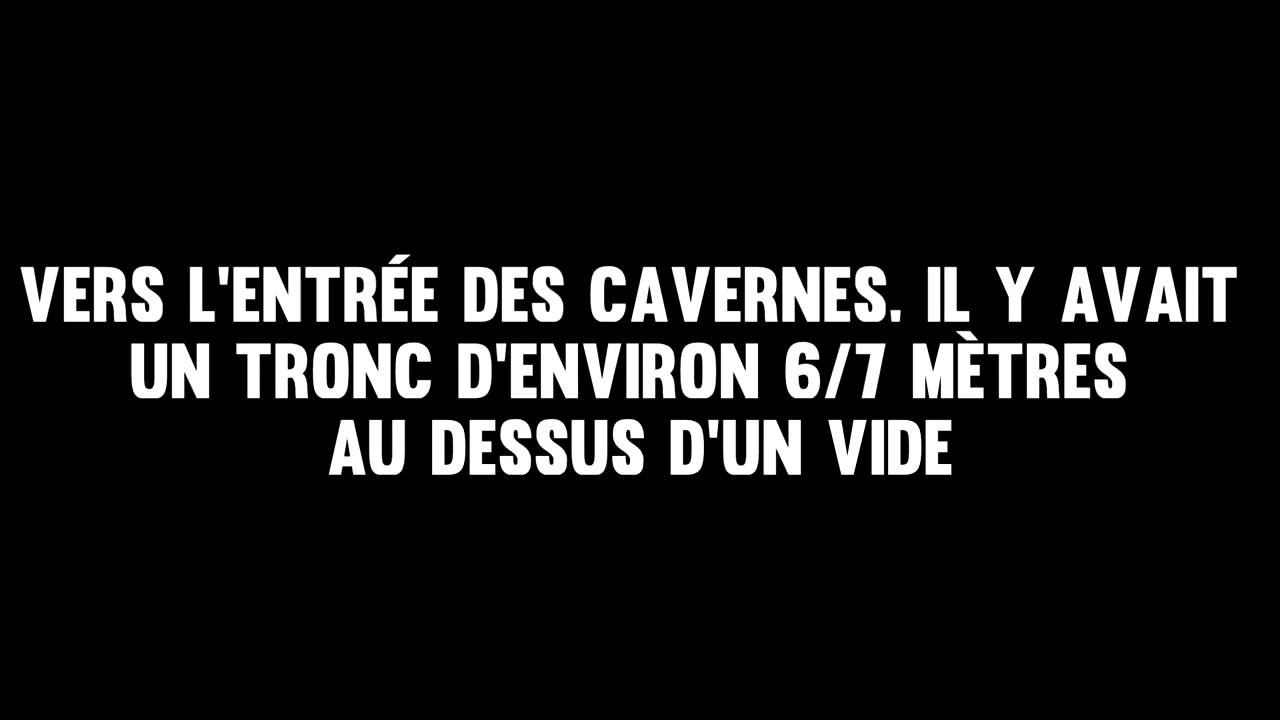 VERS L'ENTRÉE DES CAVERNES. IL Y AVAIT
UN TRONC D'ENVIRON 6/7 MÈTRES
AU DESSUS D'UN VIDE